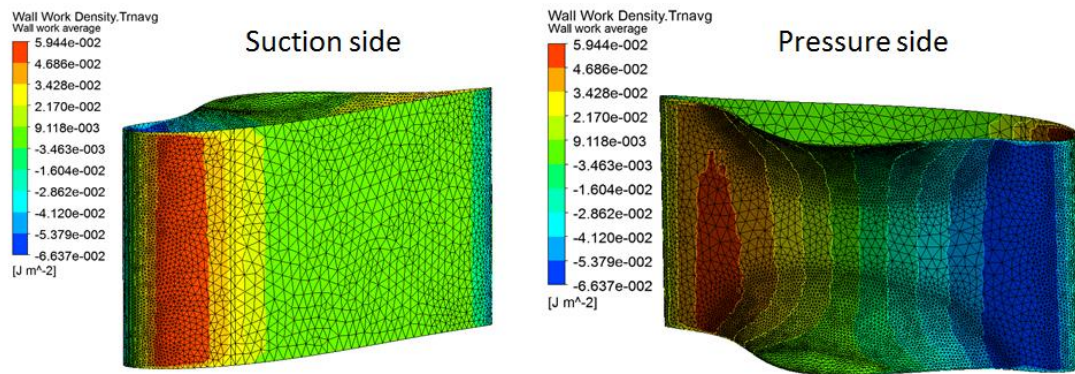 Wall Work Density.Trnavg
Wall work average
5.944e-002
4.686e-002
3.428e-002
2.170e-002
9.118e-003
-3.463e-003
-1.604e-002
-2.862e-002
-4.120e-002
-5.379e-002
-6.637e-002
[J m^-2]
Suction side
Wall Work Density.Trnavg
Wall work average
5.944e-002
4.686e-002
3.428e-002
2.170e-002
9.118e-003
-3.463e-003
-1.604e-002
-2.862e-002
-4.120e-002
-5.379e-002
-6.637e-002
[J m^-2]
Pressure side